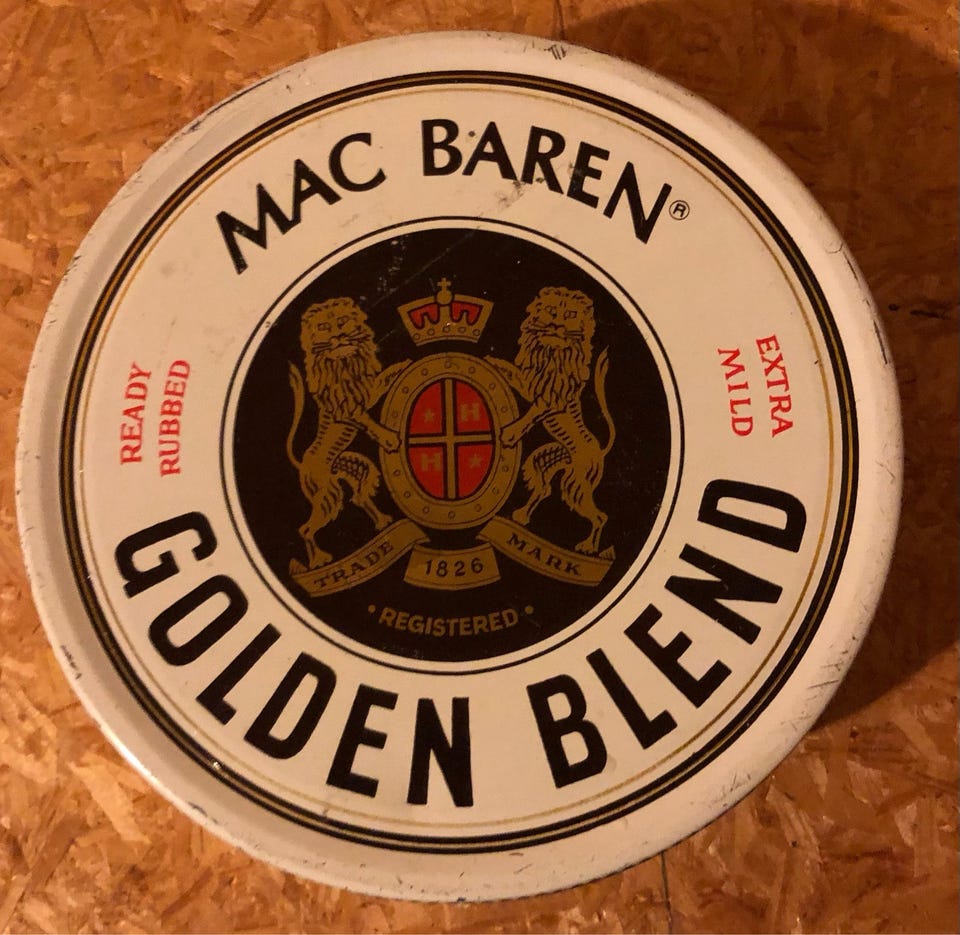 MAC BAREN®
READY
RUBBED
EXTRA
MILD
H
H
TRADE 1826 MARK
• REGISTERED •
GOLDEN BLEND